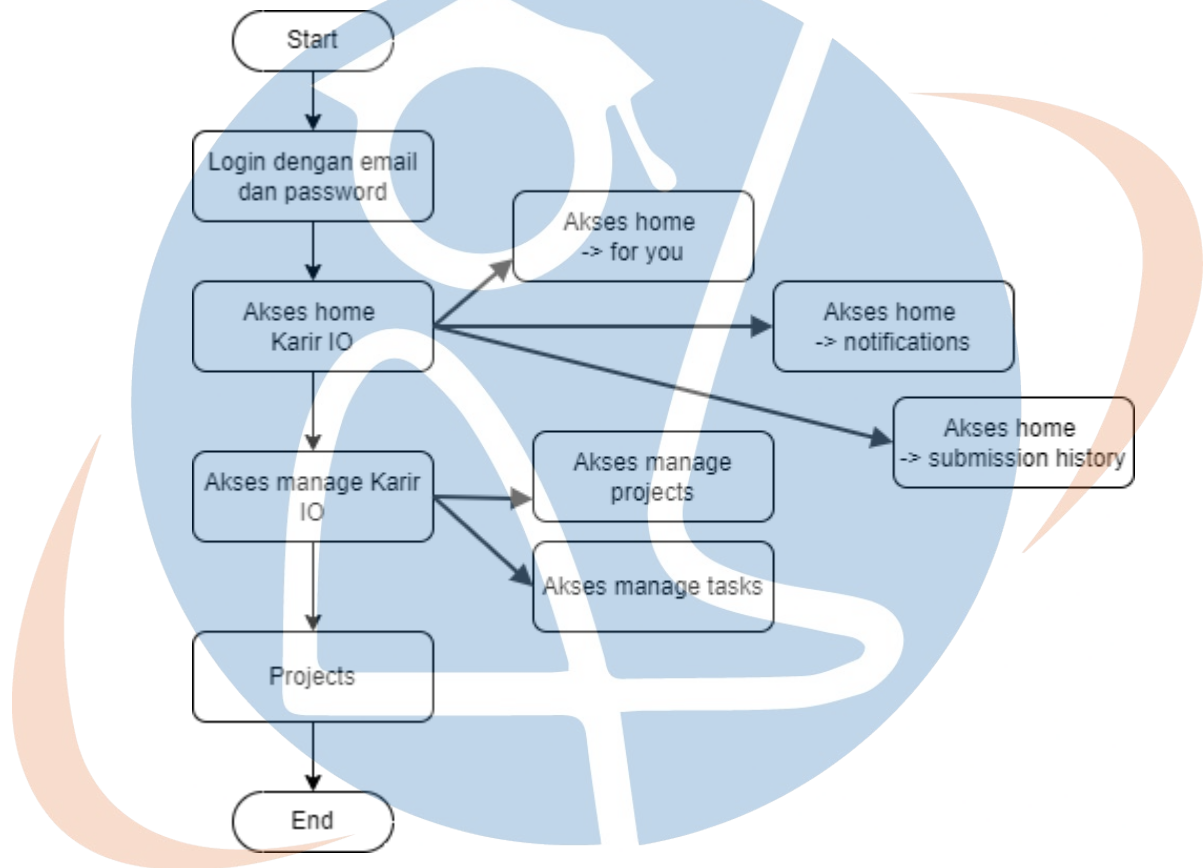 Start
Login dengan email
dan password
Akses home
-> for you
Akses home
Karir IO
Akses home
-> notifications
Akses home
-> submission history
Akses manage Karir
IO
Akses manage
projects
Akses manage tasks
Projects
End